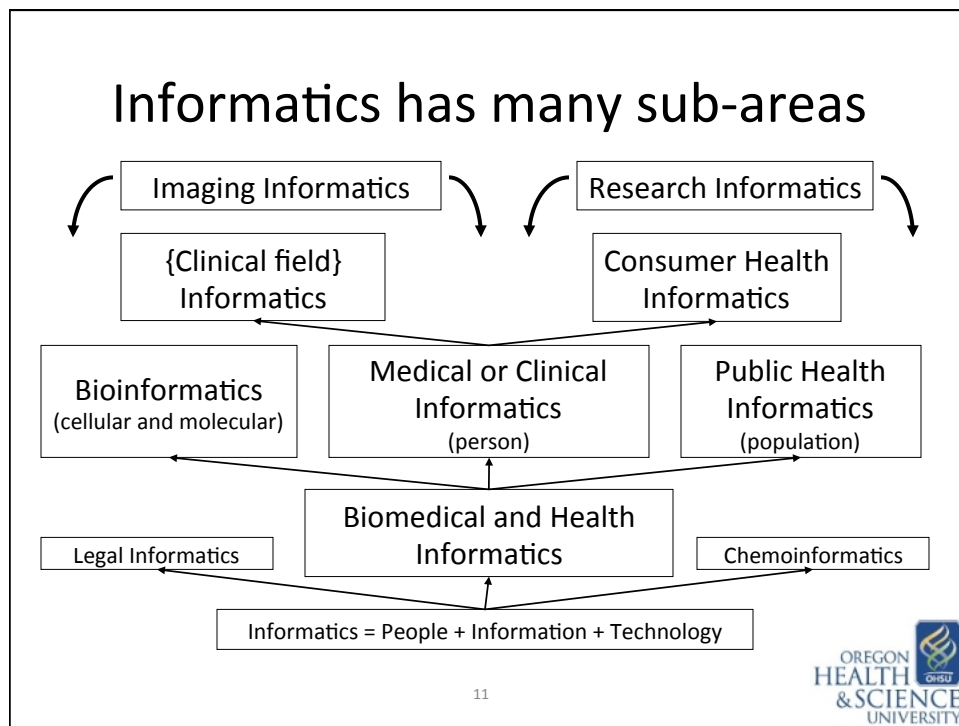 Informatics has many sub-areas
Imaging Informatics
Research Informatics
{Clinical field}
Informatics
Consumer Health
Informatics
Bioinformatics
(cellular and molecular)
Medical or Clinical
Informatics
(person)
Public Health
Informatics
(population)
Biomedical and Health
Informatics
Legal Informatics
Chemoinformatics
Informatics = People + Information + Technology
11
OREGON
HEALTH
&SCIENCE
UNIVERSITY
OHSU